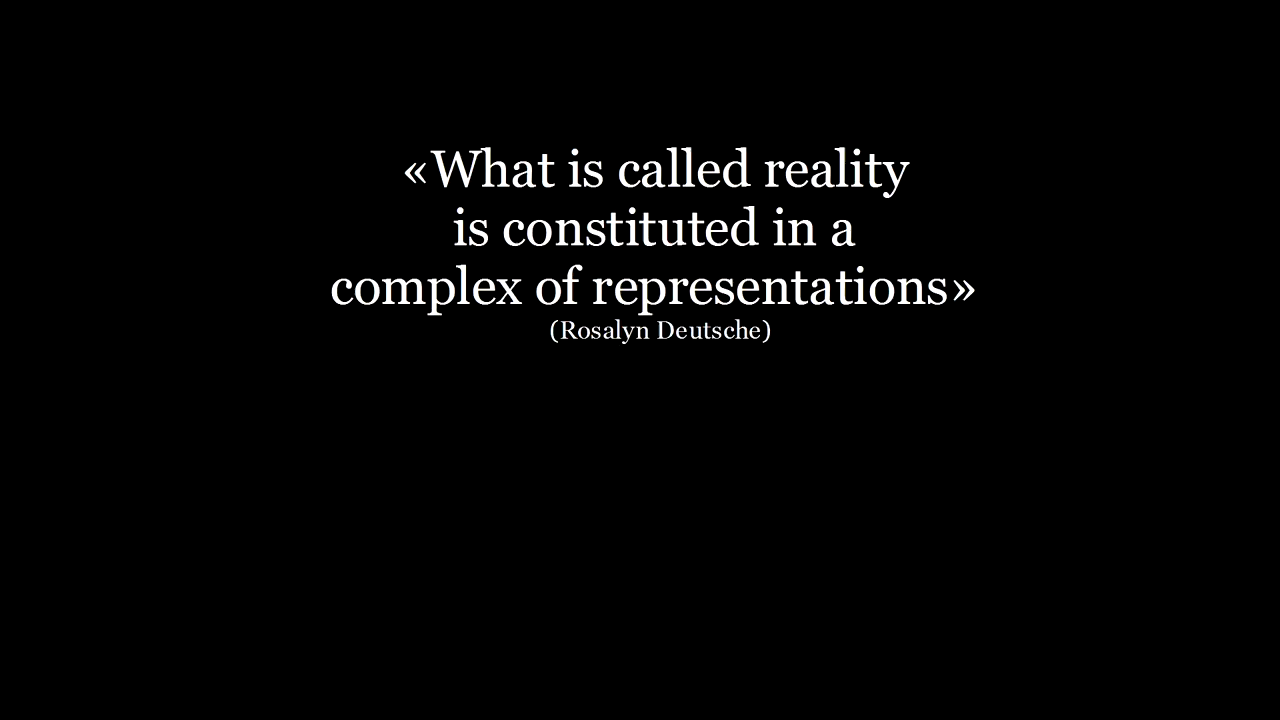 «What is called reality
is constituted in a
complex of representations»
(Rosalyn Deutsche)